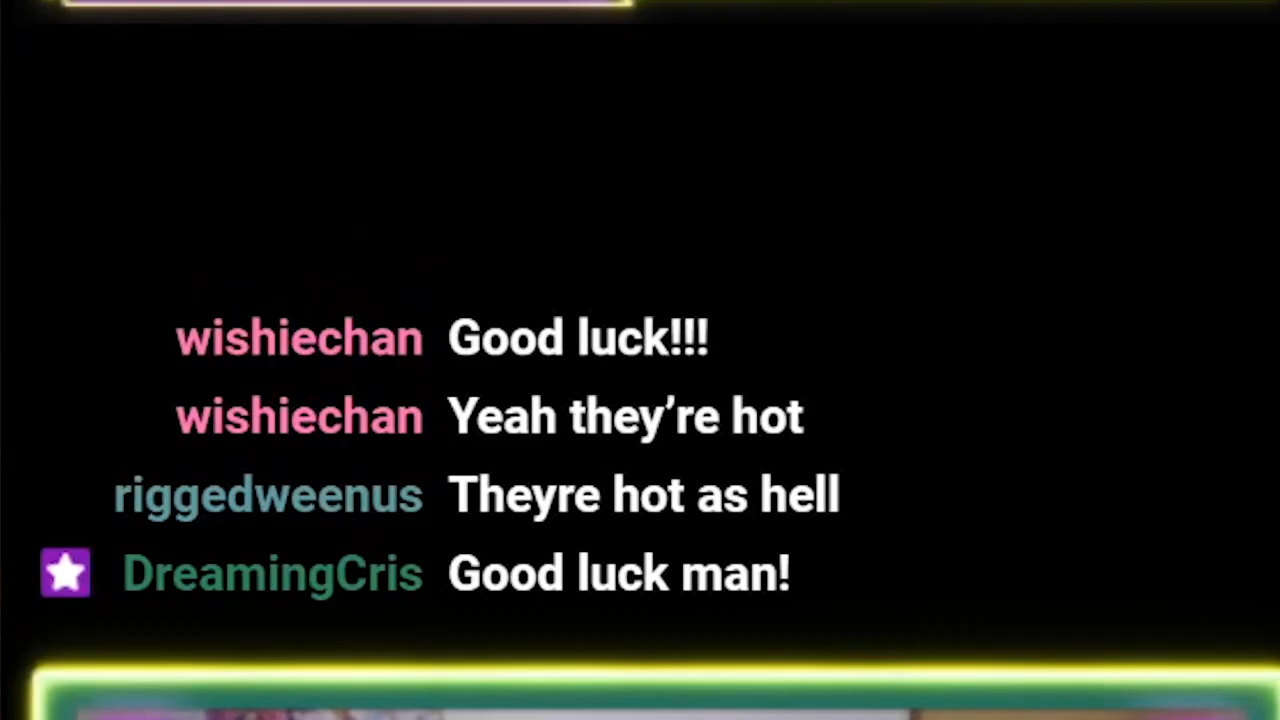 wishiechan Good luck!!!
wishiechan Yeah they’re hot
riggedweenus Theyre hot as hell
DreamingCris Good luck man!